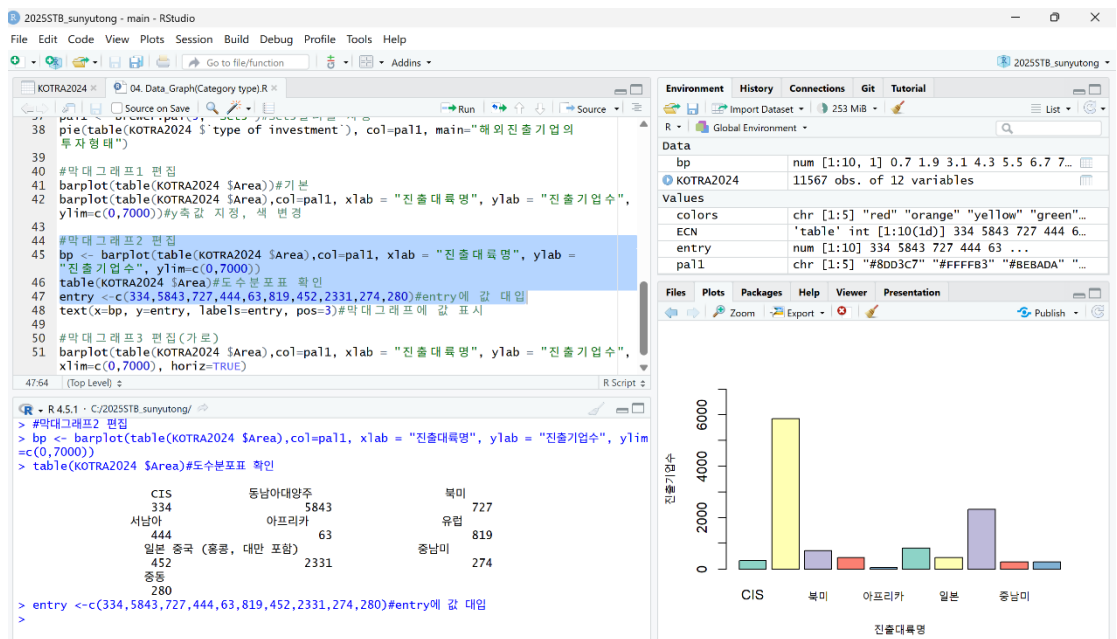 2025STB_sunyutong - main - RStudio
File Edit Code View Plots Session Build Debug Profile Tools Help
Go to file/function Addins 2025STB_sunyutong
KOTRA2024 04. Data_Graph(Category type).R
Source on Save Run Source
38 pie(table(KOTRA2024 $`type of investment`), col=pal1, main="해외진출기업의
투자형태")
39
40 #막대그래프1 편집
41 barplot(table(KOTRA2024 $Area))#기본
42 barplot(table(KOTRA2024 $Area),col=pal1, xlab = "진출대륙명", ylab = "진출기업수",
ylim=c(0,7000))#y축값 지정, 색 변경
43
44 #막대그래프2 편집
45 bp <- barplot(table(KOTRA2024 $Area),col=pal1, xlab = "진출대륙명", ylab =
"진출기업수", ylim=c(0,7000))
46 table(KOTRA2024 $Area)#도수분포표 확인
47 entry <-c(334,5843,727,444,63,819,452,2331,274,280)#entry에 값 대입
48 text(x=bp, y=entry, labels=entry, pos=3)#막대그래프에 값 표시
49
50 #막대그래프3 편집(가로)
51 barplot(table(KOTRA2024 $Area),col=pal1, xlab = "진출대륙명", ylab = "진출기업수",
xlim=c(0,7000), horiz=TRUE)
47:64 (Top Level) R Script
R 4.5.1 · C:/2025STB_sunyutong/
> #막대그래프2 편집
> bp <- barplot(table(KOTRA2024 $Area),col=pal1, xlab = "진출대륙명", ylab = "진출기업수", ylim
=c(0,7000))
> table(KOTRA2024 $Area)#도수분포표 확인
CIS 동남아대양주 북미
334 5843 727
서남아 아프리카 유럽
444 63 819
일본 중국 (홍콩, 대만 포함) 중남미
452 2331 274
중동
280
> entry <-c(334,5843,727,444,63,819,452,2331,274,280)#entry에 값 대입
>
Environment History Connections Git Tutorial
Import Dataset 253 MiB List
R Global Environment
Data
bp num [1:10, 1] 0.7 1.9 3.1 4.3 5.5 6.7 7…
KOTRA2024 11567 obs. of 12 variables
Values
colors chr [1:5] "red" "orange" "yellow" "green"…
ECN 'table' int [1:10(1d)] 334 5843 727 444 6…
entry num [1:10] 334 5843 727 444 63 ...
pal1 chr [1:5] "#8DD3C7" "#FFFFB3" "#BEBADA" "…
Files Plots Packages Help Viewer Presentation
Zoom Export Publish
진출기업수
6000
4000
2000
0
CIS 북미 아프리카 일본 중남미
진출대륙명